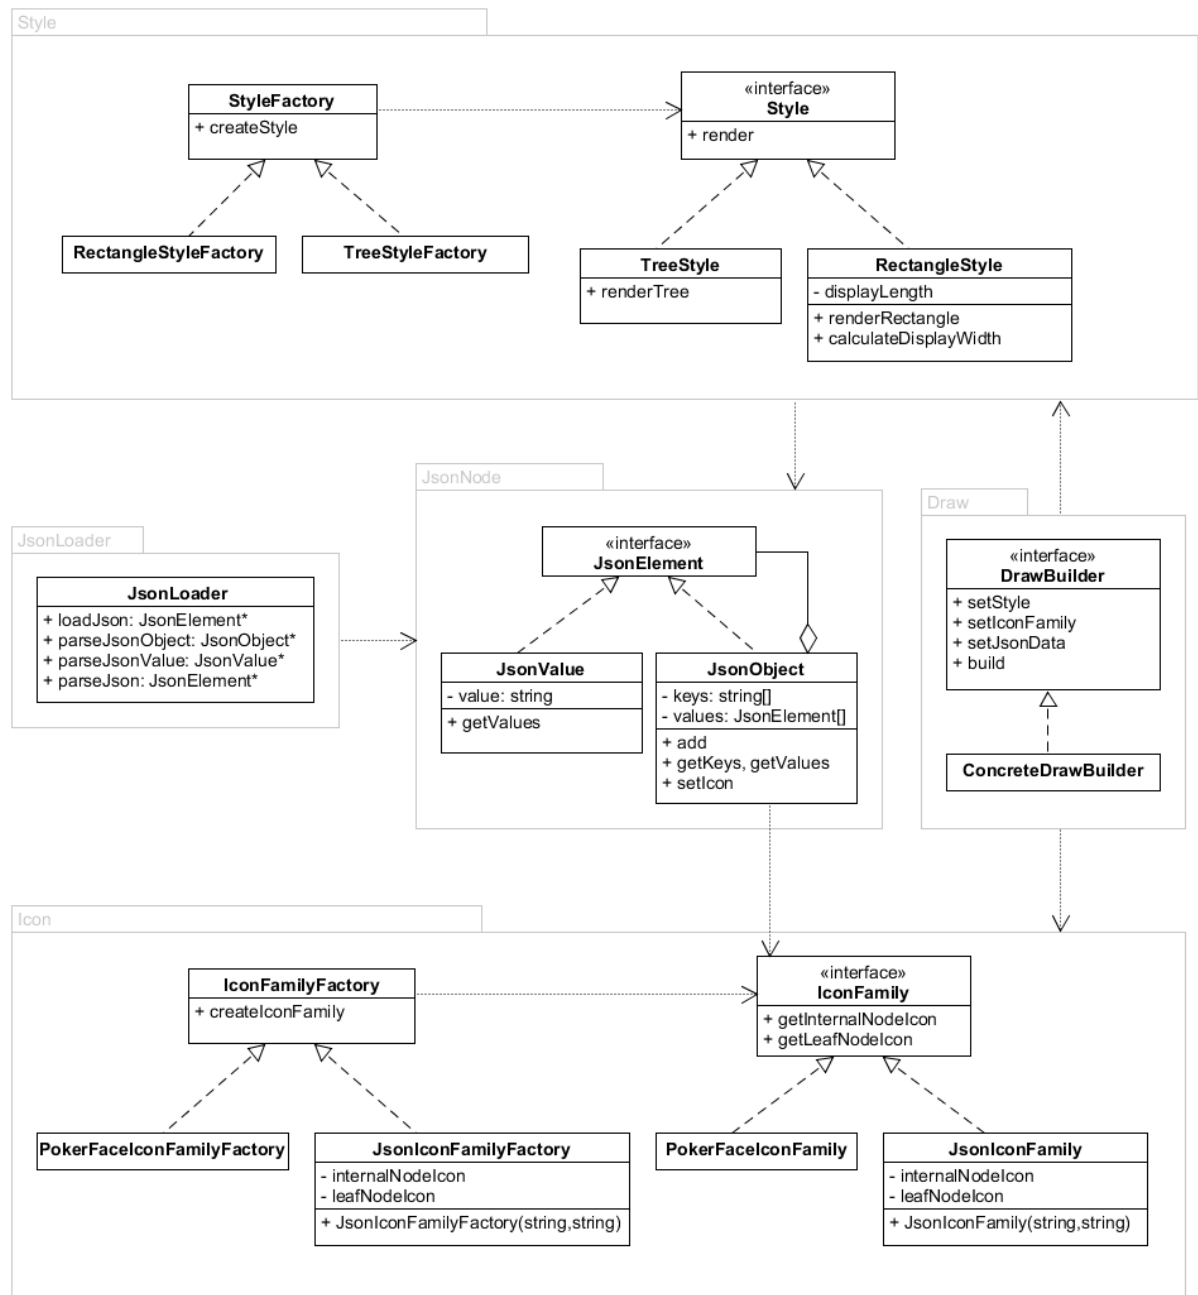 Style
StyleFactory
+ createStyle
«interface»
Style
+ render
RectangleStyleFactory
TreeStyleFactory
TreeStyle
+ renderTree
RectangleStyle
- displayLength
+ renderRectangle
+ calculateDisplayWidth
JsonLoader
JsonLoader
+ loadJson: JsonElement*
+ parseJsonObject: JsonObject*
+ parseJsonValue: JsonValue*
+ parseJson: JsonElement*
JsonNode
«interface»
JsonElement
JsonValue
- value: string
+ getValues
JsonObject
- keys: string[]
- values: JsonElement[]
+ add
+ getKeys, getValues
+ setIcon
Draw
«interface»
DrawBuilder
+ setStyle
+ setIconFamily
+ setJsonData
+ build
ConcreteDrawBuilder
Icon
IconFamilyFactory
+ createIconFamily
«interface»
IconFamily
+ getInternalNodeIcon
+ getLeafNodeIcon
PokerFaceIconFamilyFactory
JsonIconFamilyFactory
- internalNodeIcon
- leafNodeIcon
+ JsonIconFamilyFactory(string,string)
PokerFaceIconFamily
JsonIconFamily
- internalNodeIcon
- leafNodeIcon
+ JsonIconFamily(string,string)